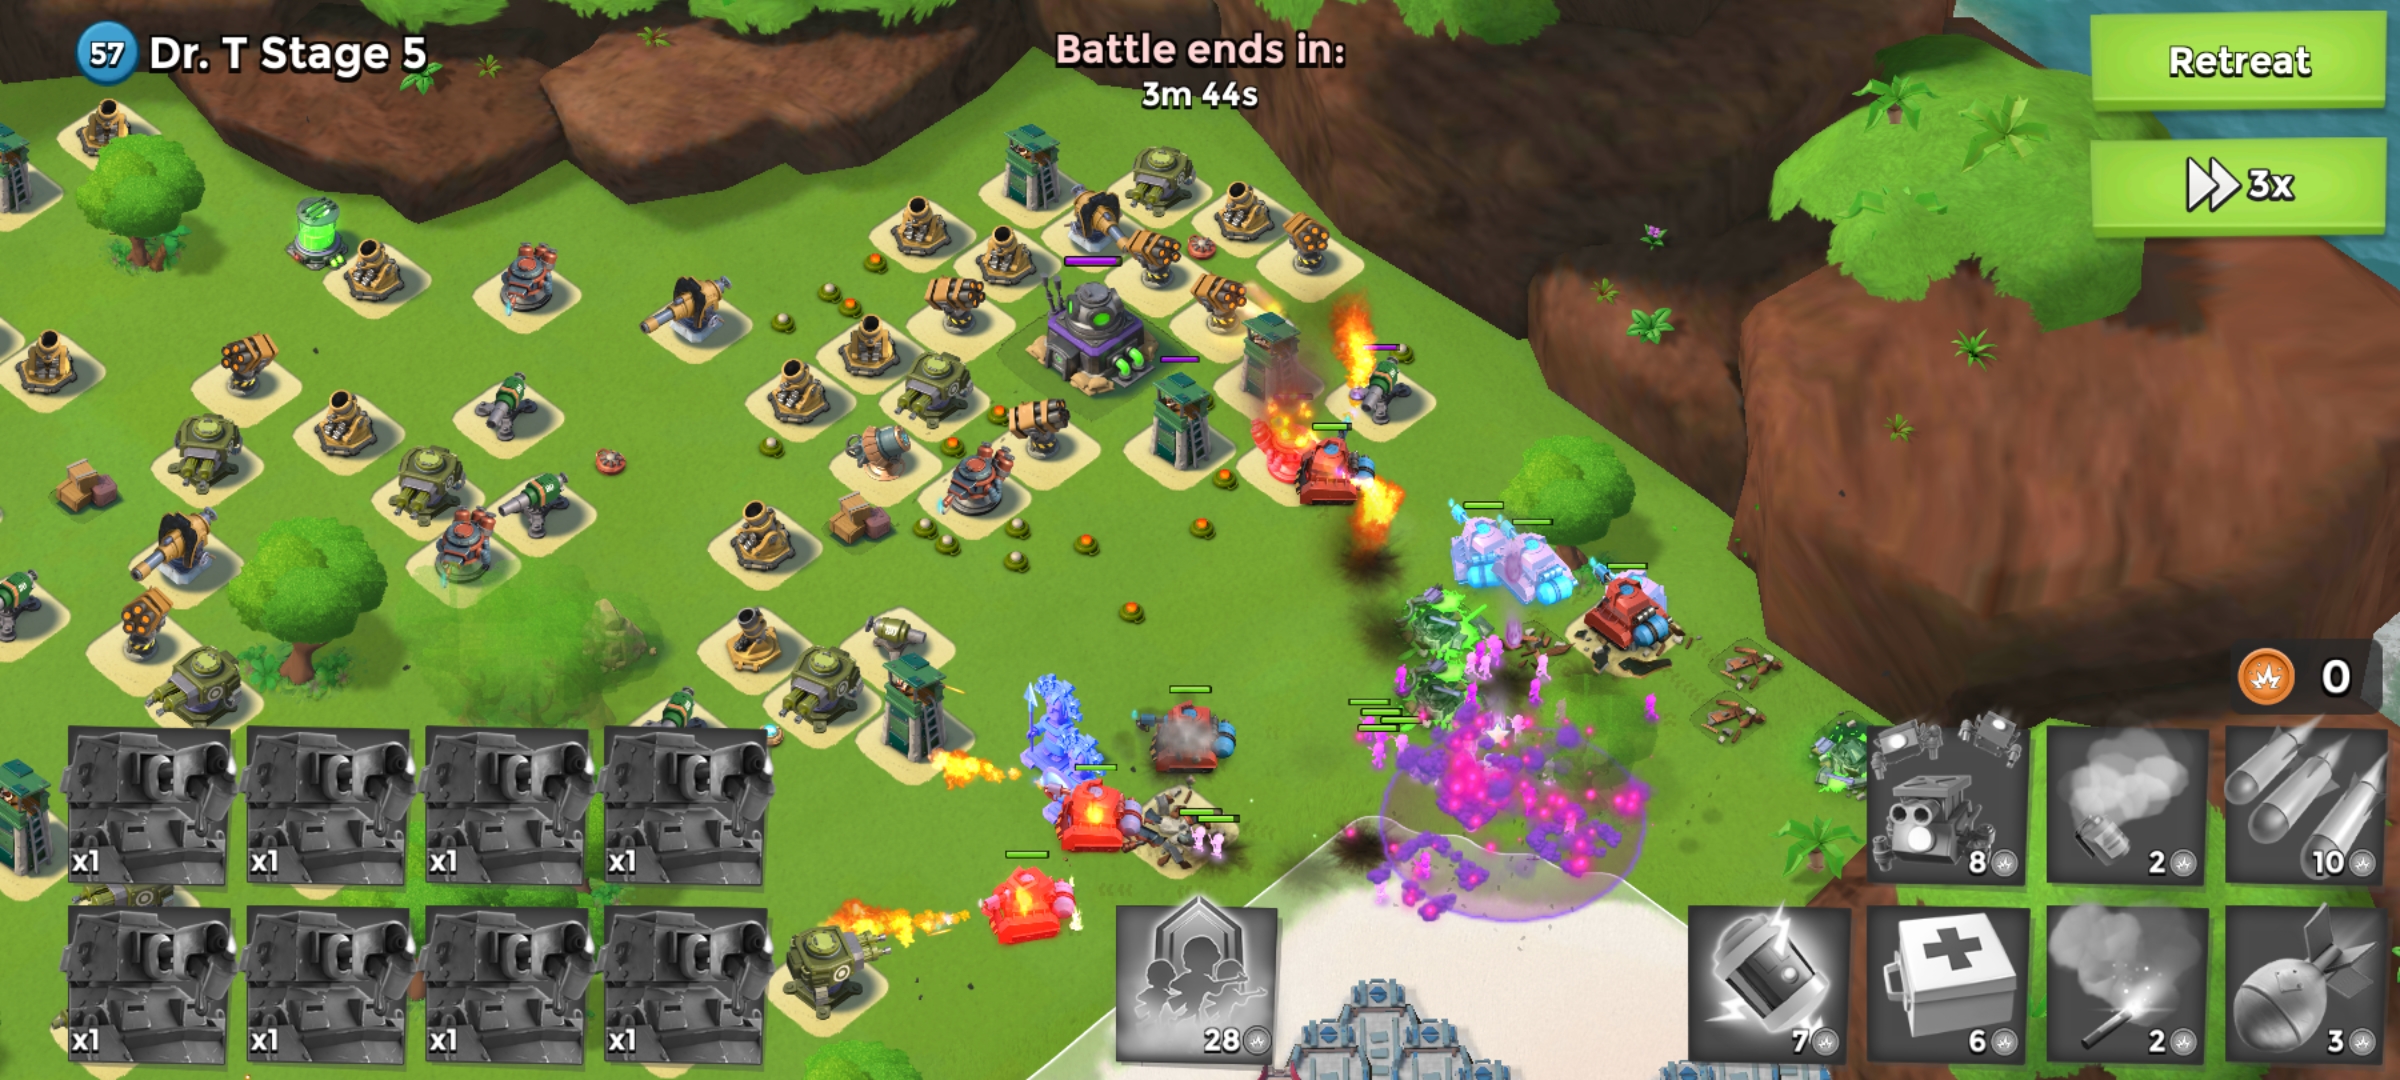 57 Dr. T Stage 5
Battle ends in:
3m 44s
Retreat
3x
0
x1 x1 x1 x1
8 2 10
x1 x1 x1 x1
28 7 6 2 3